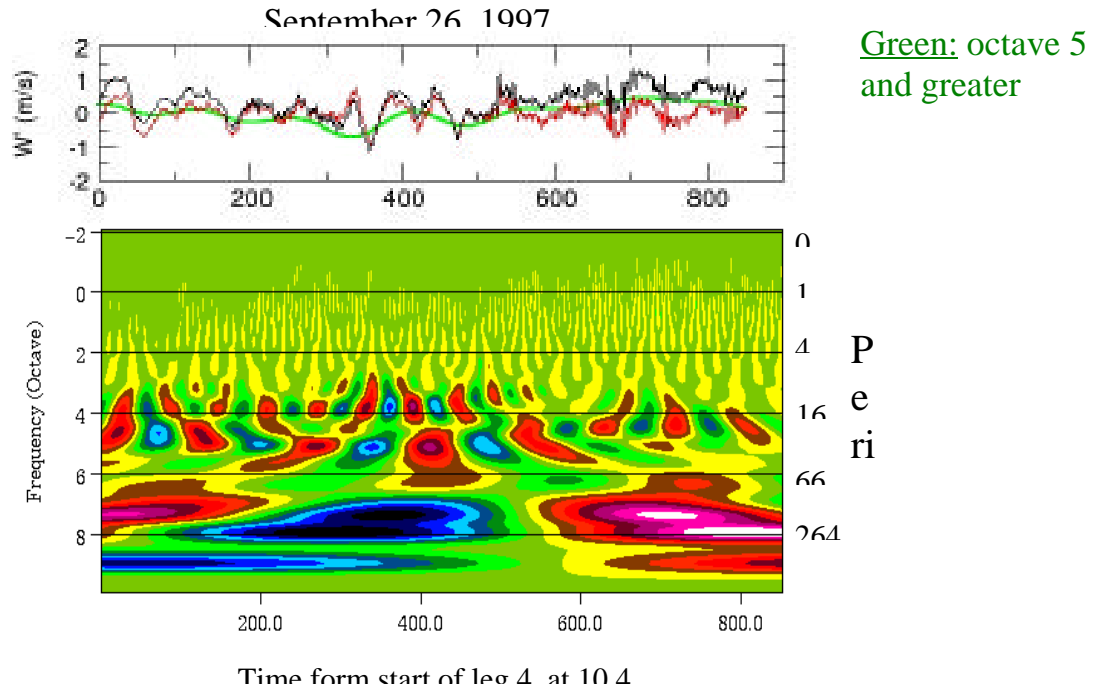 September 26, 1997
Green: octave 5
and greater
2
1
0
-1
-2
W' (m/s)
0 200 400 600 800
-2
0
2
4
6
8
Frequency (Octave)
0
1
4
16
66
264
P
e
ri
200.0 400.0 600.0 800.0
Time form start of leg 4, at 10.4